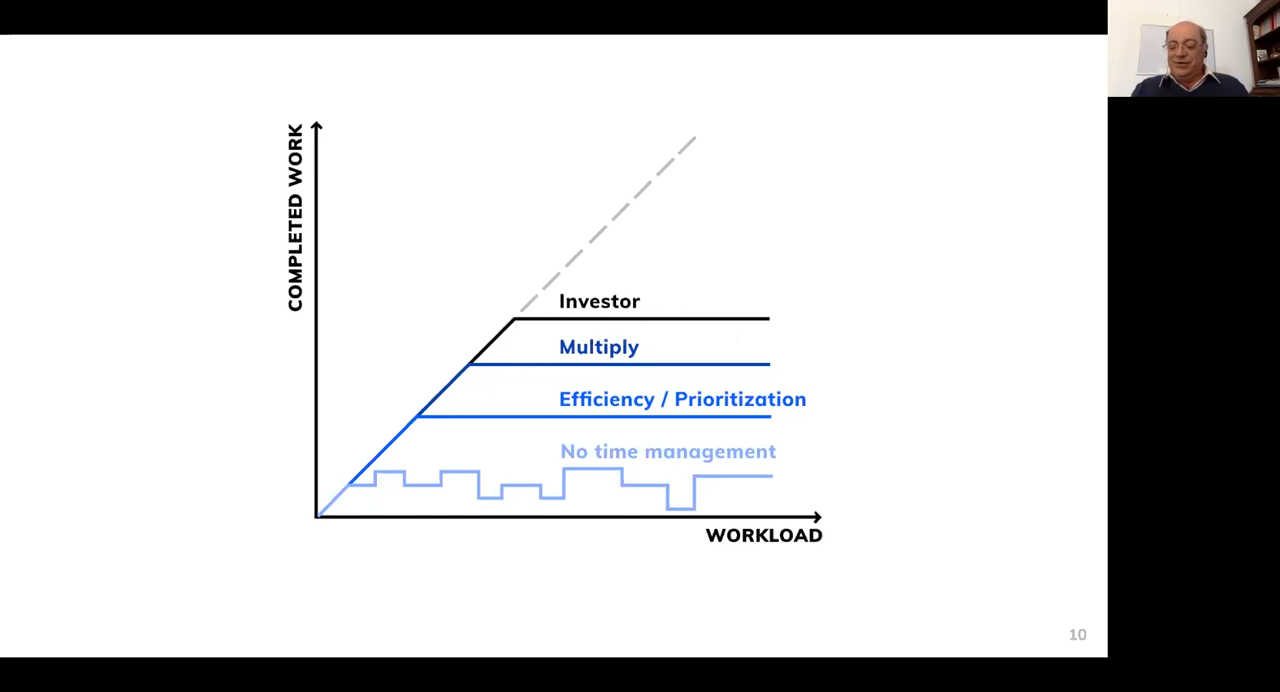 COMPLETED WORK
Investor
Multiply
Efficiency / Prioritization
No time management
WORKLOAD
10